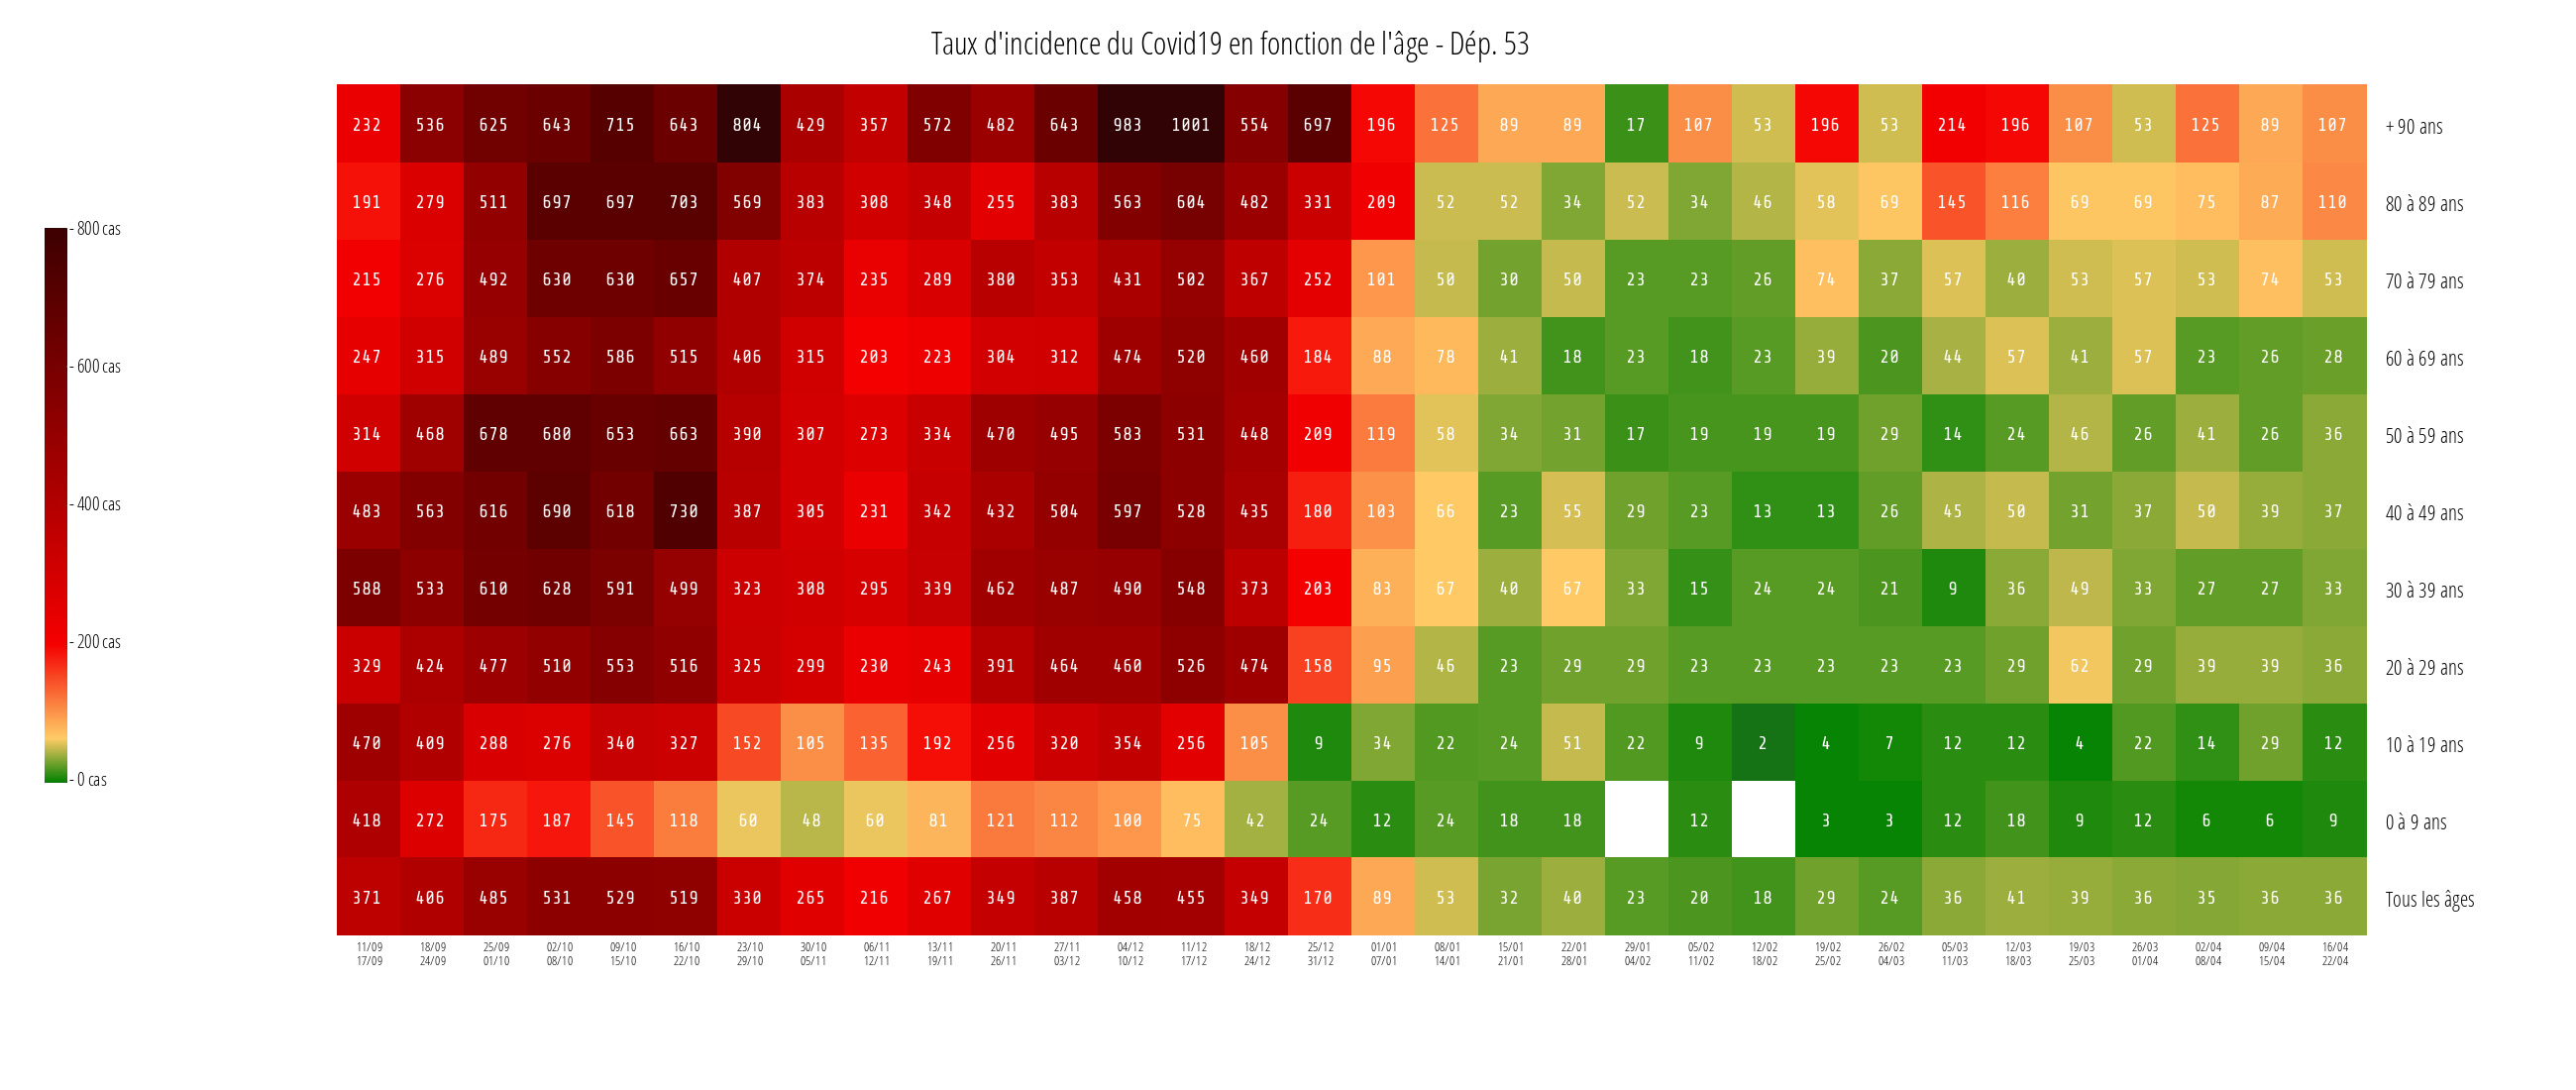 Taux d'incidence du Covid19 en fonction de l'âge - Dép. 53
- 800 cas
- 600 cas
- 400 cas
- 200 cas
- 0 cas
232 536 625 643 715 643 804 429 357 572 482 643 983 1001 554 697 196 125 89 89 17 107 53 196 53 214 196 107 53 125 89 107 + 90 ans
191 279 511 697 697 703 569 383 308 348 255 383 563 604 482 331 209 52 52 34 52 34 46 58 69 145 116 69 69 75 87 110 80 à 89 ans
215 276 492 630 630 657 407 374 235 289 380 353 431 502 367 252 101 50 30 50 23 23 26 74 37 57 40 53 57 53 74 53 70 à 79 ans
247 315 489 552 586 515 406 315 203 223 304 312 474 520 460 184 88 78 41 18 23 18 23 39 20 44 57 41 57 23 26 28 60 à 69 ans
314 468 678 680 653 663 390 307 273 334 470 495 583 531 448 209 119 58 34 31 17 19 19 19 29 14 24 46 26 41 26 36 50 à 59 ans
483 563 616 690 618 730 387 305 231 342 432 504 597 528 435 180 103 66 23 55 29 23 13 13 26 45 50 31 37 50 39 37 40 à 49 ans
588 533 610 628 591 499 323 308 295 339 462 487 490 548 373 203 83 67 40 67 33 15 24 24 21 9 36 49 33 27 27 33 30 à 39 ans
329 424 477 510 553 516 325 299 230 243 391 464 460 526 474 158 95 46 23 29 29 23 23 23 23 23 29 62 29 39 39 36 20 à 29 ans
470 409 288 276 340 327 152 105 135 192 256 320 354 256 105 9 34 22 24 51 22 9 2 4 7 12 12 4 22 14 29 12 10 à 19 ans
418 272 175 187 145 118 60 48 60 81 121 112 100 75 42 24 12 24 18 18 12 3 3 12 18 9 12 6 6 9 0 à 9 ans
371 406 485 531 529 519 330 265 216 267 349 387 458 455 349 170 89 53 32 40 23 20 18 29 24 36 41 39 36 35 36 36 Tous les âges
11/09 18/09 25/09 02/10 09/10 16/10 23/10 30/10 06/11 13/11 20/11 27/11 04/12 11/12 18/12 25/12 01/01 08/01 15/01 22/01 29/01 05/02 12/02 19/02 26/02 05/03 12/03 19/03 26/03 02/04 09/04 16/04
17/09 24/09 01/10 08/10 15/10 22/10 29/10 05/11 12/11 19/11 26/11 03/12 10/12 17/12 24/12 31/12 07/01 14/01 21/01 28/01 04/02 11/02 18/02 25/02 04/03 11/03 18/03 25/03 01/04 08/04 15/04 22/04